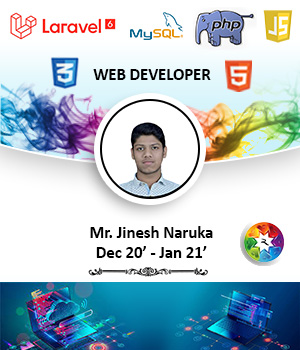 Laravel 6
MySQL
php
JS
3 WEB DEVELOPER 5
Mr. Jinesh Naruka
Dec 20’ - Jan 21’